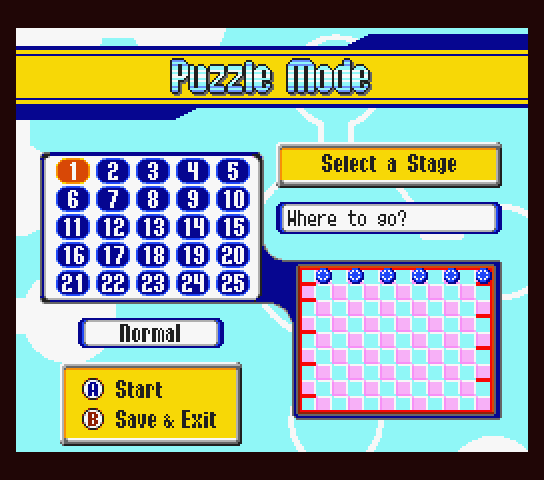 Puzzle Mode
1 2 3 4 5
6 7 8 9 10
11 12 13 14 15
16 17 18 19 20
21 22 23 24 25
Select a Stage
Where to go?
Normal
A Start
B Save & Exit